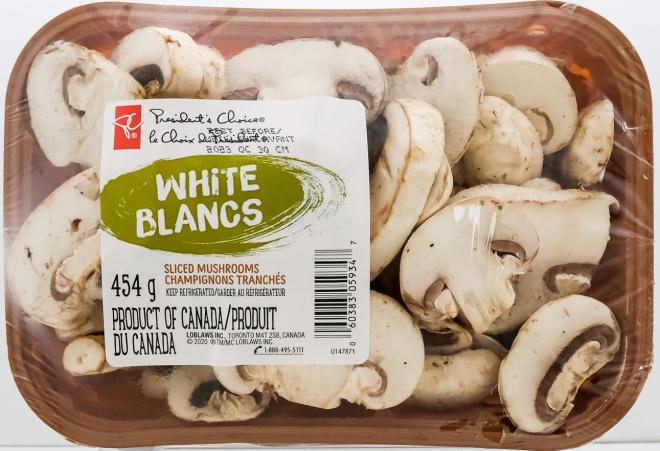 PC®
President's Choice®
le Choix du Président®
BEST BEFORE/
AVANT
2023 OC 30 CM
WHiTE
BLANCS
454 g
SLICED MUSHROOMS
CHAMPIGNONS TRANCHÉS
KEEP REFRIGERATED/GARDER AU RÉFRIGÉRATEUR
PRODUCT OF CANADA/PRODUIT
DU CANADA
LOBLAWS INC. TORONTO M4T 2S8, CANADA
© 2020 ®/TM/MC LOBLAWS INC.
1-888-495-5111
0 60383 05934 7
U147871